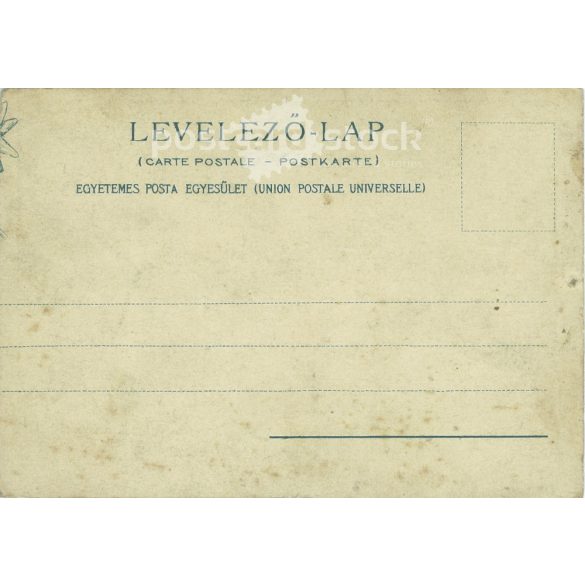 LEVELEZŐ-LAP
(CARTE POSTALE – POSTKARTE)
EGYETEMES POSTA EGYESÜLET (UNION POSTALE UNIVERSELLE)